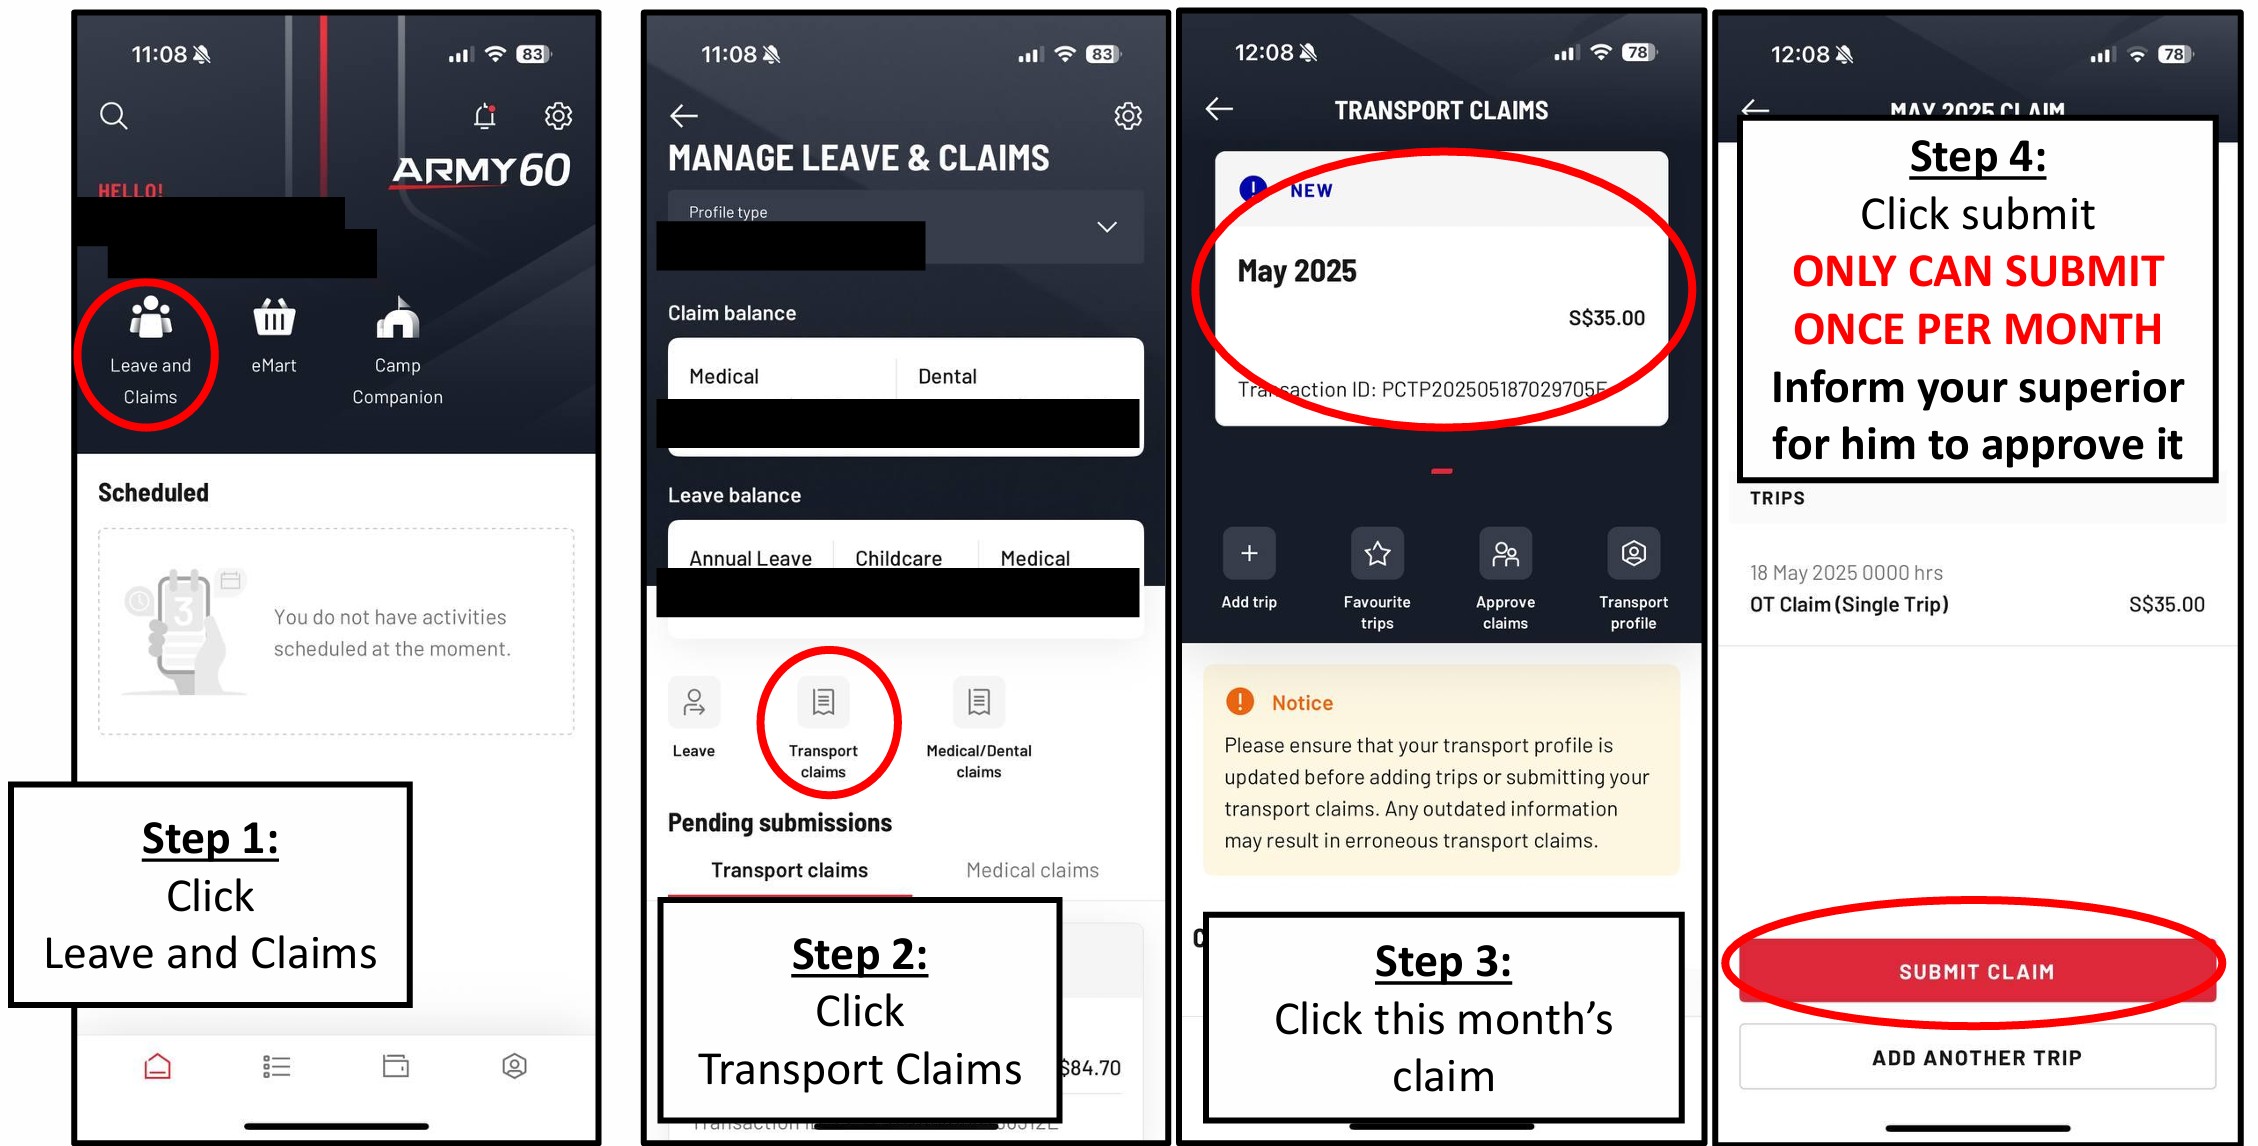 11:08
83
ARMY60
HELLO!
Leave and
Claims
eMart
Camp
Companion
Scheduled
3
You do not have activities
scheduled at the moment.
Step 1:
Click
Leave and Claims
11:08
83
MANAGE LEAVE & CLAIMS
Profile type
Claim balance
Medical
Dental
Leave balance
Annual Leave
Childcare
Medical
Leave
Transport
claims
Medical/Dental
claims
Pending submissions
Transport claims
Medical claims
$84.70
Step 2:
Click
Transport Claims
12:08
78
TRANSPORT CLAIMS
NEW
May 2025
S$35.00
Transaction ID: PCTP202505187029705E
Add trip
Favourite
trips
Approve
claims
Transport
profile
Notice
Please ensure that your transport profile is
updated before adding trips or submitting your
transport claims. Any outdated information
may result in erroneous transport claims.
Step 3:
Click this month's
claim
12:08
78
MAY 2025 CLAIM
Step 4:
Click submit
ONLY CAN SUBMIT
ONCE PER MONTH
Inform your superior
for him to approve it
TRIPS
18 May 2025 0000 hrs
OT Claim (Single Trip)
S$35.00
SUBMIT CLAIM
ADD ANOTHER TRIP